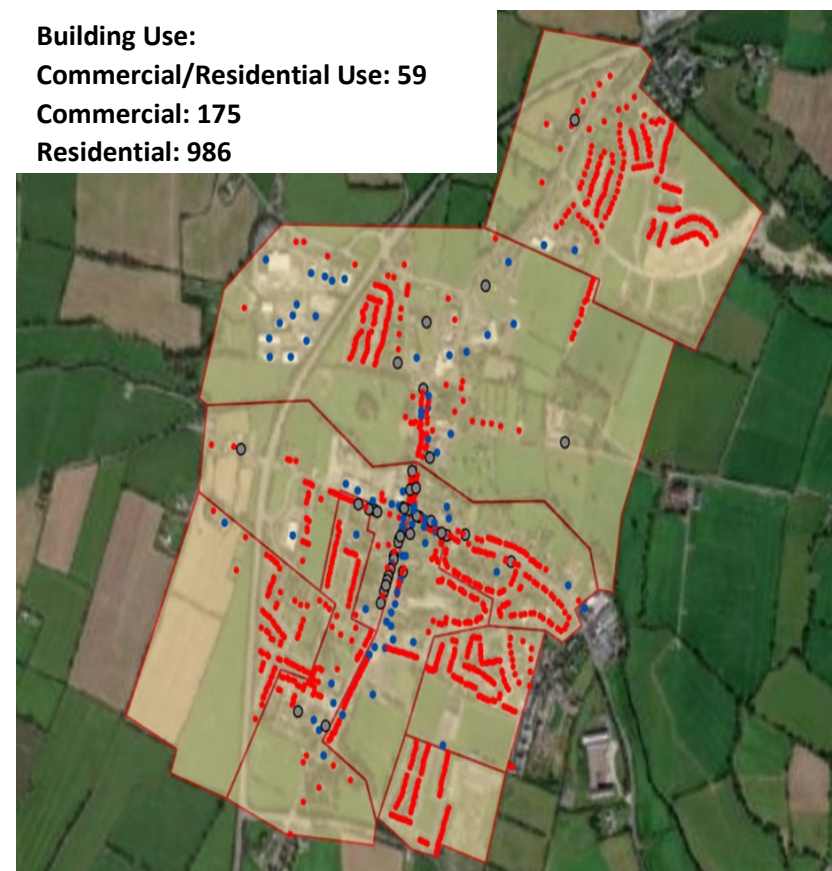 Building Use:
Commercial/Residential Use: 59
Commercial: 175
Residential: 986